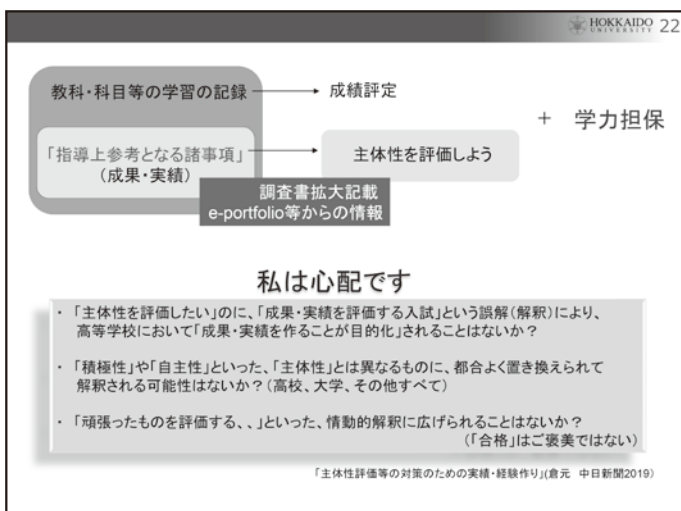 HOKKAIDO 22
UNIVERSITY
教科・科目等の学習の記録
成績評定
+ 学力担保
「指導上参考となる諸事項」
(成果・実績)
主体性を評価しよう
調査書拡大記載
e-portfolio等からの情報
私は心配です
・「主体性を評価したい」のに、「成果・実績を評価する入試」という誤解(解釈)により、
高等学校において「成果・実績を作ることが目的化」されることはないか？
・「積極性」や「自主性」といった、「主体性」とは異なるものに、都合よく置き換えられて
解釈される可能性はないか？(高校、大学、その他すべて)
・「頑張ったものを評価する、、」といった、情動的解釈に広げられることはないか？
(「合格」はご褒美ではない)
「主体性評価等の対策のための実績・経験作り」(倉元　中日新聞2019)